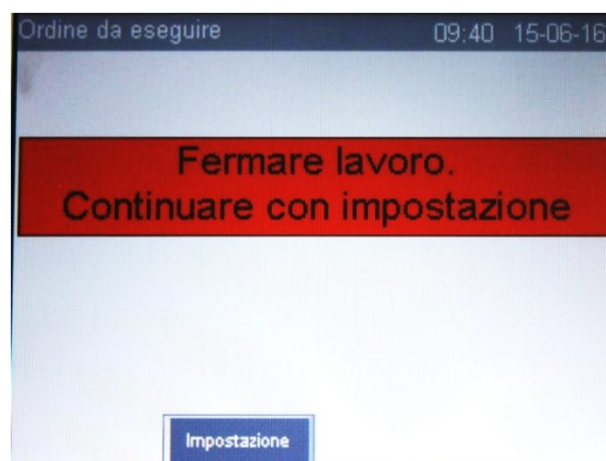 Ordine da eseguire 09:40 15-06-16
Fermare lavoro.
Continuare con impostazione
Impostazione